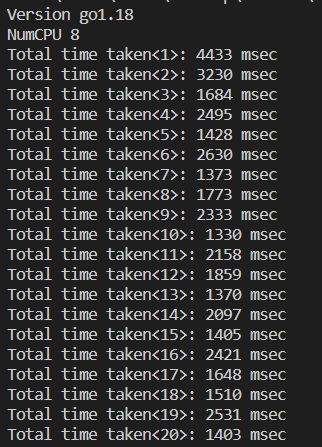 Version go1.18
NumCPU 8
Total time taken<1>: 4433 msec
Total time taken<2>: 3230 msec
Total time taken<3>: 1684 msec
Total time taken<4>: 2495 msec
Total time taken<5>: 1428 msec
Total time taken<6>: 2630 msec
Total time taken<7>: 1373 msec
Total time taken<8>: 1773 msec
Total time taken<9>: 2333 msec
Total time taken<10>: 1330 msec
Total time taken<11>: 2158 msec
Total time taken<12>: 1859 msec
Total time taken<13>: 1370 msec
Total time taken<14>: 2097 msec
Total time taken<15>: 1405 msec
Total time taken<16>: 2421 msec
Total time taken<17>: 1648 msec
Total time taken<18>: 1510 msec
Total time taken<19>: 2531 msec
Total time taken<20>: 1403 msec